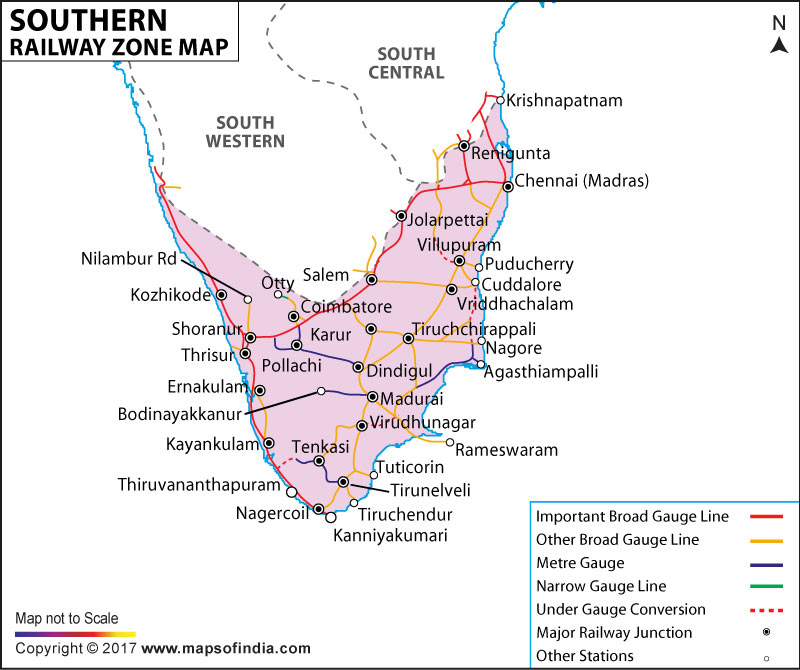 SOUTHERN
RAILWAY ZONE MAP
N
SOUTH
CENTRAL
SOUTH
WESTERN
Krishnapatnam
Renigunta
Chennai (Madras)
Jolarpettai
Villupuram
Nilambur Rd
Puducherry
Salem
Otty
Cuddalore
Kozhikode
Coimbatore
Vriddhachalam
Shoranur
Karur
Tiruchchirappali
Nagore
Thrisur
Pollachi
Dindigul
Agasthiampalli
Ernakulam
Madurai
Bodinayakkanur
Virudhunagar
Kayankulam
Tenkasi
Rameswaram
Tuticorin
Thiruvananthapuram
Tirunelveli
Nagercoil
Tiruchendur
Kanniyakumari
Important Broad Gauge Line
Other Broad Gauge Line
Metre Gauge
Narrow Gauge Line
Under Gauge Conversion
Major Railway Junction
Other Stations
Map not to Scale
Copyright © 2017 www.mapsofindia.com